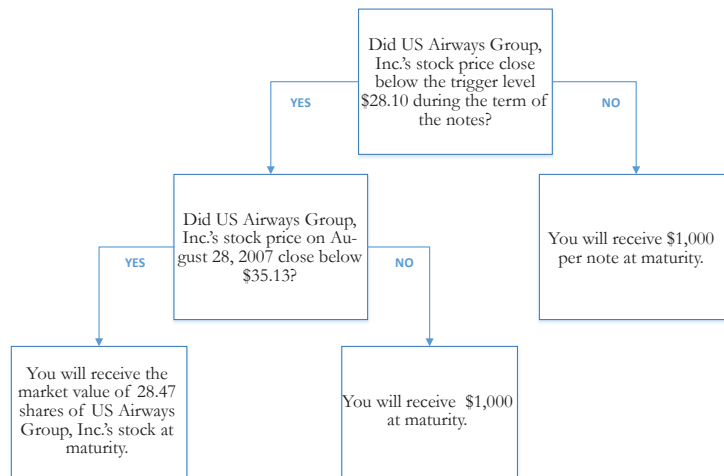 Did US Airways Group,
Inc.'s stock price close
below the trigger level
$28.10 during the term of
the notes?
YES
NO
Did US Airways Group,
Inc.'s stock price on Au-
gust 28, 2007 close below
$35.13?
You will receive $1,000
per note at maturity.
YES
NO
You will receive the
market value of 28.47
shares of US Airways
Group, Inc.'s stock at
maturity.
You will receive $1,000
at maturity.